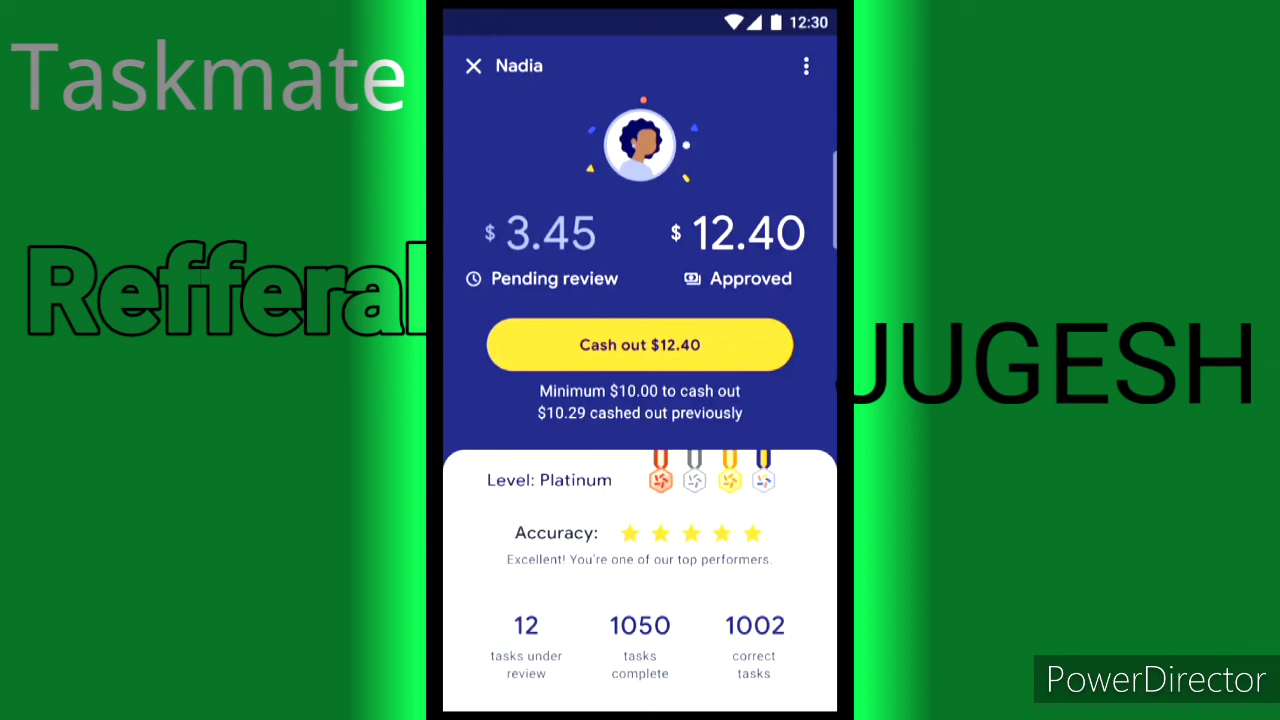 Taskmate
Refferal
JUGESH
12:30
Nadia
$ 3.45
$ 12.40
Pending review
Approved
Cash out $12.40
Minimum $10.00 to cash out
$10.29 cashed out previously
Level: Platinum
Accuracy:
Excellent! You're one of our top performers.
12
1050
1002
tasks under
review
tasks
complete
correct
tasks
PowerDirector